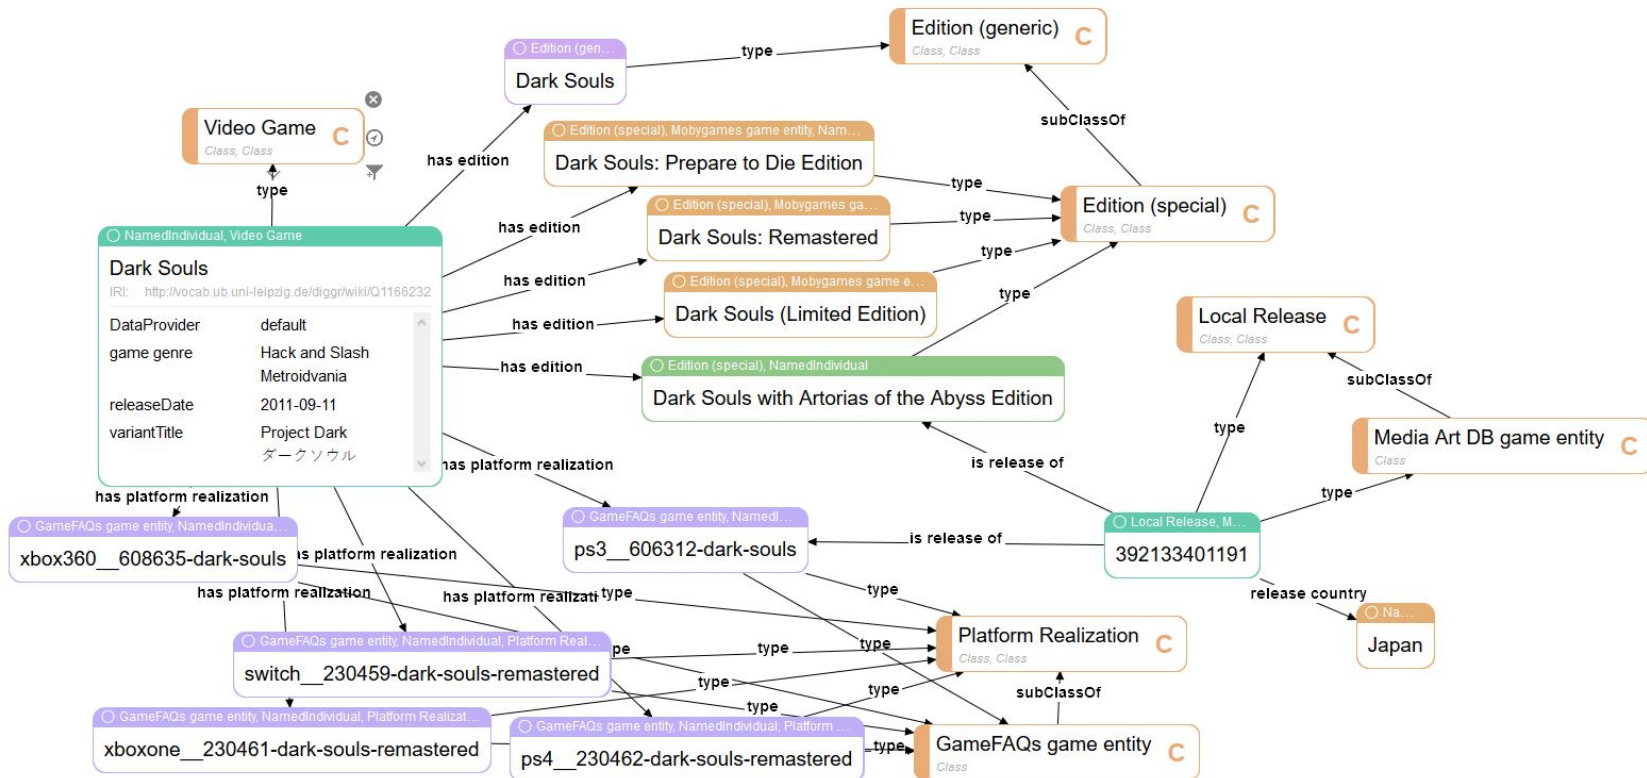 Edition (generic)
Class, Class
C
Edition (gen...
Dark Souls
type
subClassOf
Video Game
Class, Class
C
type
has edition
Edition (special), Mobygames game entity, Nam...
Dark Souls: Prepare to Die Edition
type
has edition
Edition (special), Mobygames ga...
Dark Souls: Remastered
type
Edition (special)
Class, Class
C
has edition
Edition (special), Mobygames game e...
Dark Souls (Limited Edition)
type
has edition
type
Edition (special), NamedIndividual
Dark Souls with Artorias of the Abyss Edition
has edition
NamedIndividual, Video Game
Dark Souls
IRI: http://vocab.ub.uni-leipzig.de/diggr/wiki/Q1166232
DataProvider default
game genre Hack and Slash
Metroidvania
releaseDate 2011-09-11
variantTitle Project Dark
ダークソウル
Local Release
Class, Class
C
subClassOf
type
Media Art DB game entity
Class
C
is release of
type
has platform realization
has platform realization
GameFAQs game entity, NamedIndividua...
xbox360__608635-dark-souls
GameFAQs game entity, NamedI...
ps3__606312-dark-souls
is release of
Local Release, M...
392133401191
release country
Na...
Japan
has platform realization
has platform realization
has platform realizati
type
type
Platform Realization
Class, Class
C
GameFAQs game entity, NamedIndividual, Platform Real...
switch__230459-dark-souls-remastered
type
type
type
type
type
subClassOf
GameFAQs game entity, NamedIndividual, Platform Realizat...
xboxone__230461-dark-souls-remastered
GameFAQs game entity, NamedIndividual, Platform ...
ps4__230462-dark-souls-remastered
type
GameFAQs game entity
Class
C